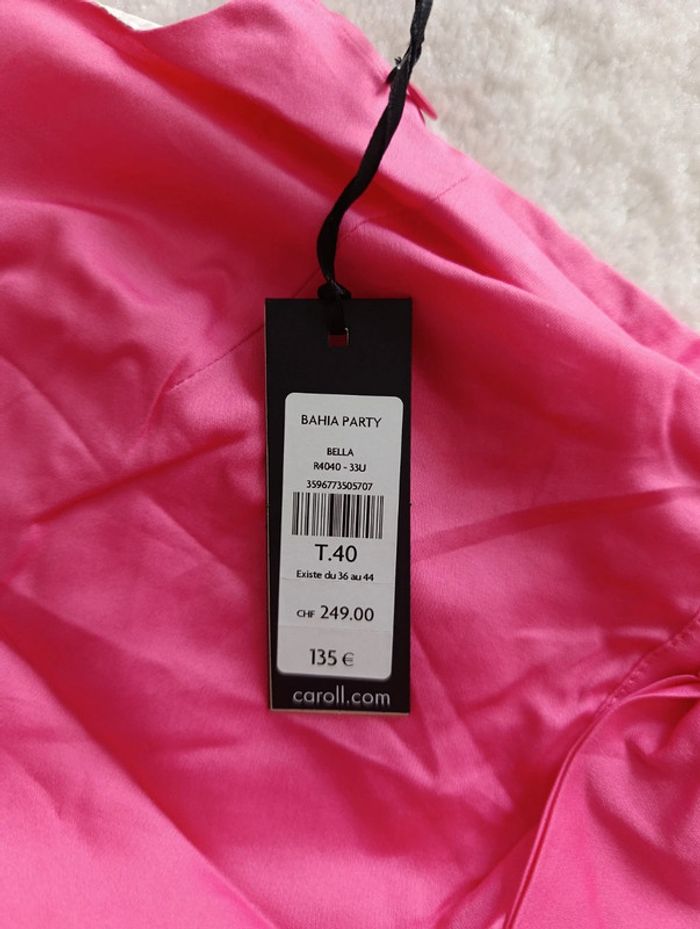 BAHIA PARTY
BELLA
R4040 - 33U
3596773505707
T.40
Existe du 36 au 44
CHF 249.00
135 €
caroll.com